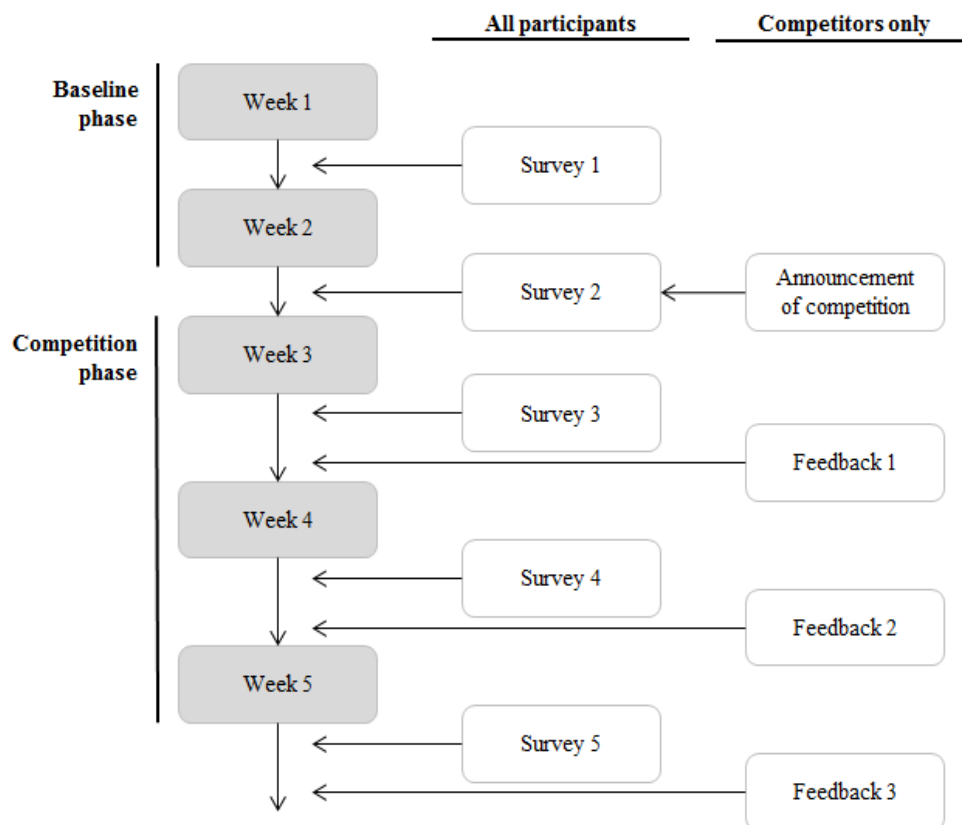 All participants
Competitors only
Baseline
phase
Week 1
Survey 1
Week 2
Survey 2
Announcement
of competition
Competition
phase
Week 3
Survey 3
Feedback 1
Week 4
Survey 4
Feedback 2
Week 5
Survey 5
Feedback 3